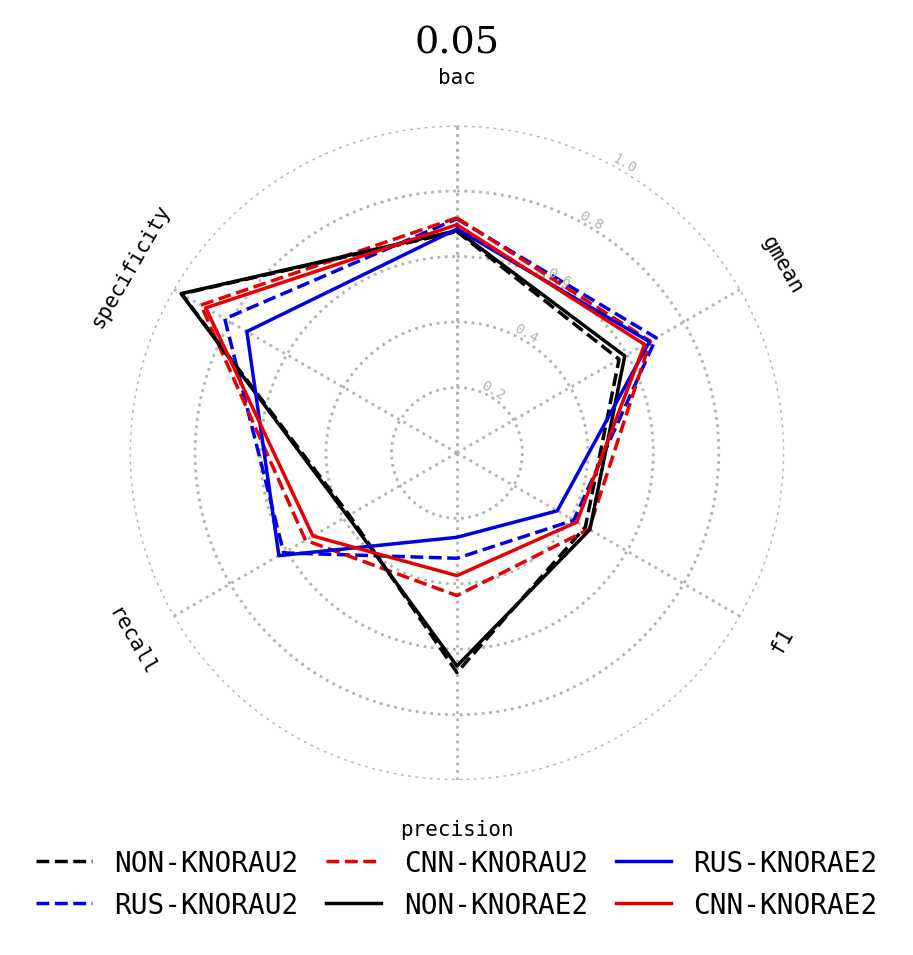 0.05
bac
1.0
0.8
0.6
0.4
0.2
specificity
gmean
recall
f1
precision
NON-KNORAU2 CNN-KNORAU2 RUS-KNORAE2
RUS-KNORAU2 NON-KNORAE2 CNN-KNORAE2